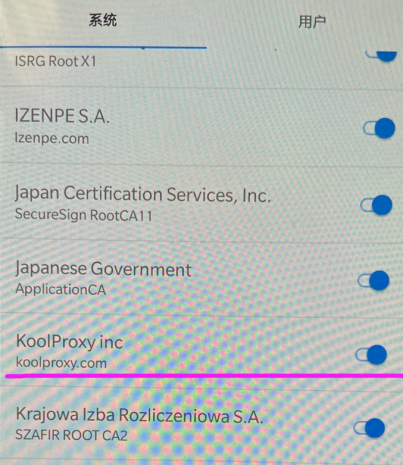 系统
用户
ISRG Root X1
IZENPE S.A.
Izenpe.com
Japan Certification Services, Inc.
SecureSign RootCA11
Japanese Government
ApplicationCA
KoolProxy inc
koolproxy.com
Krajowa Izba Rozliczeniowa S.A.
SZAFIR ROOT CA2